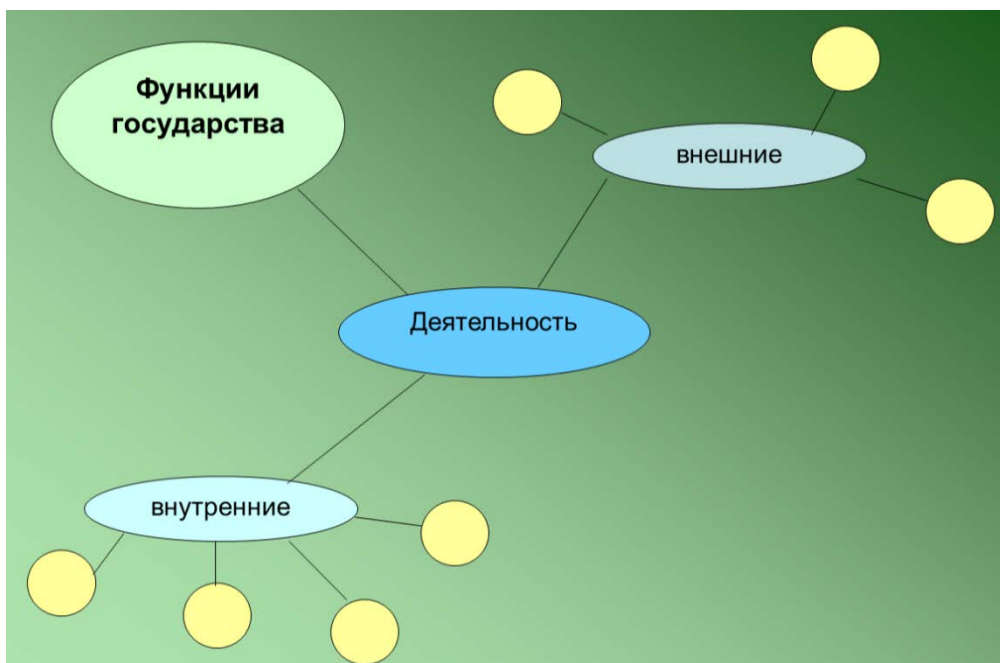 Функции
государства
внешние
Деятельность
внутренние